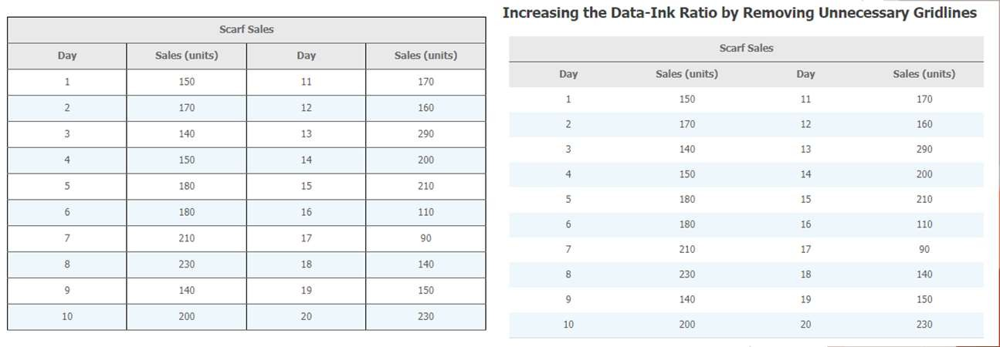 Scarf Sales
Day Sales (units) Day Sales (units)
1 150 11 170
2 170 12 160
3 140 13 290
4 150 14 200
5 180 15 210
6 180 16 110
7 210 17 90
8 230 18 140
9 140 19 150
10 200 20 230
Increasing the Data-Ink Ratio by Removing Unnecessary Gridlines
Scarf Sales
Day Sales (units) Day Sales (units)
1 150 11 170
2 170 12 160
3 140 13 290
4 150 14 200
5 180 15 210
6 180 16 110
7 210 17 90
8 230 18 140
9 140 19 150
10 200 20 230